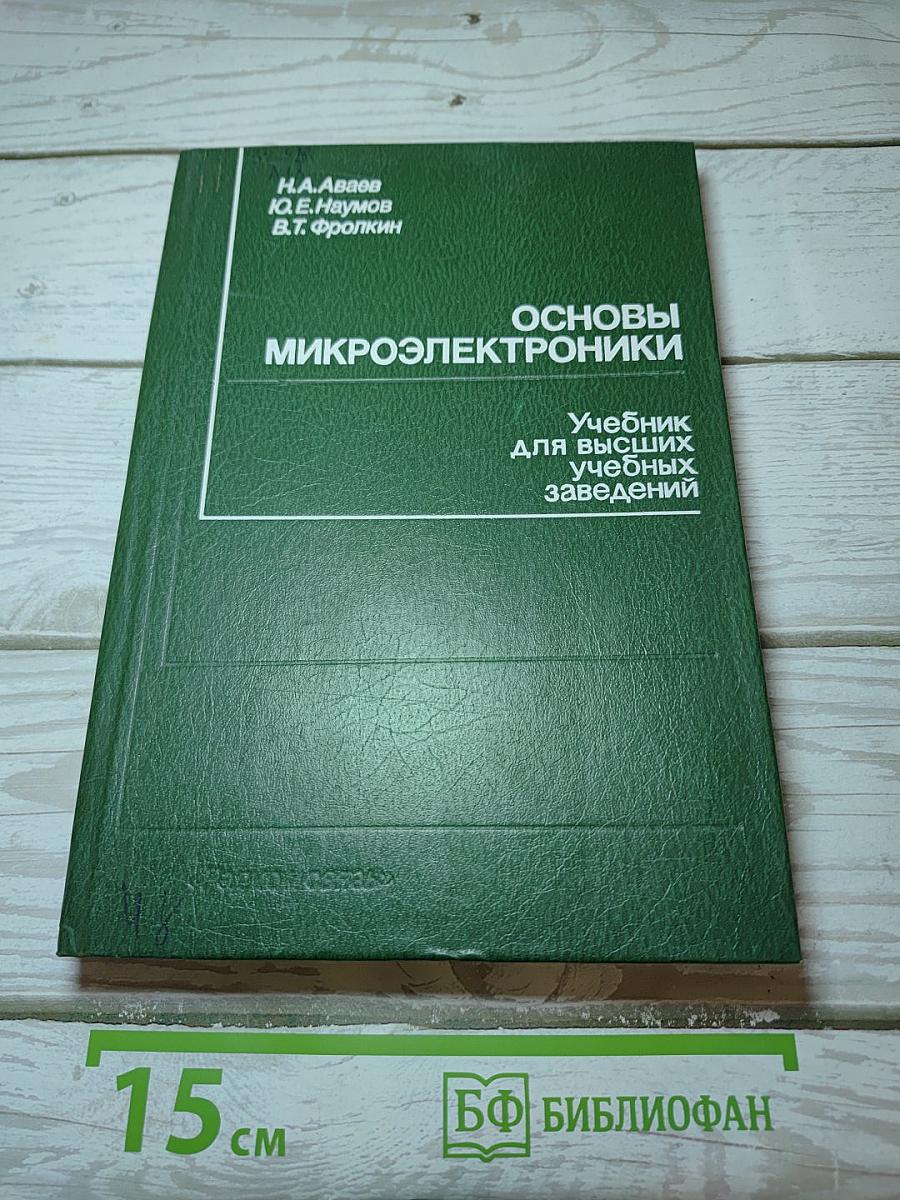 Н.А.Аваев
Ю.Е.Наумов
В.Т.Фролкин
ОСНОВЫ
МИКРОЭЛЕКТРОНИКИ
Учебник
для высших
учебных
заведений
15 см
БФ БИБЛИОФАН